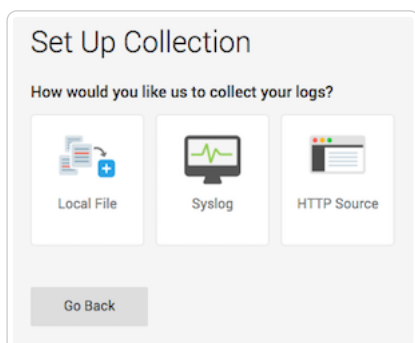 Set Up Collection
How would you like us to collect your logs?
Local File
Syslog
HTTP Source
Go Back